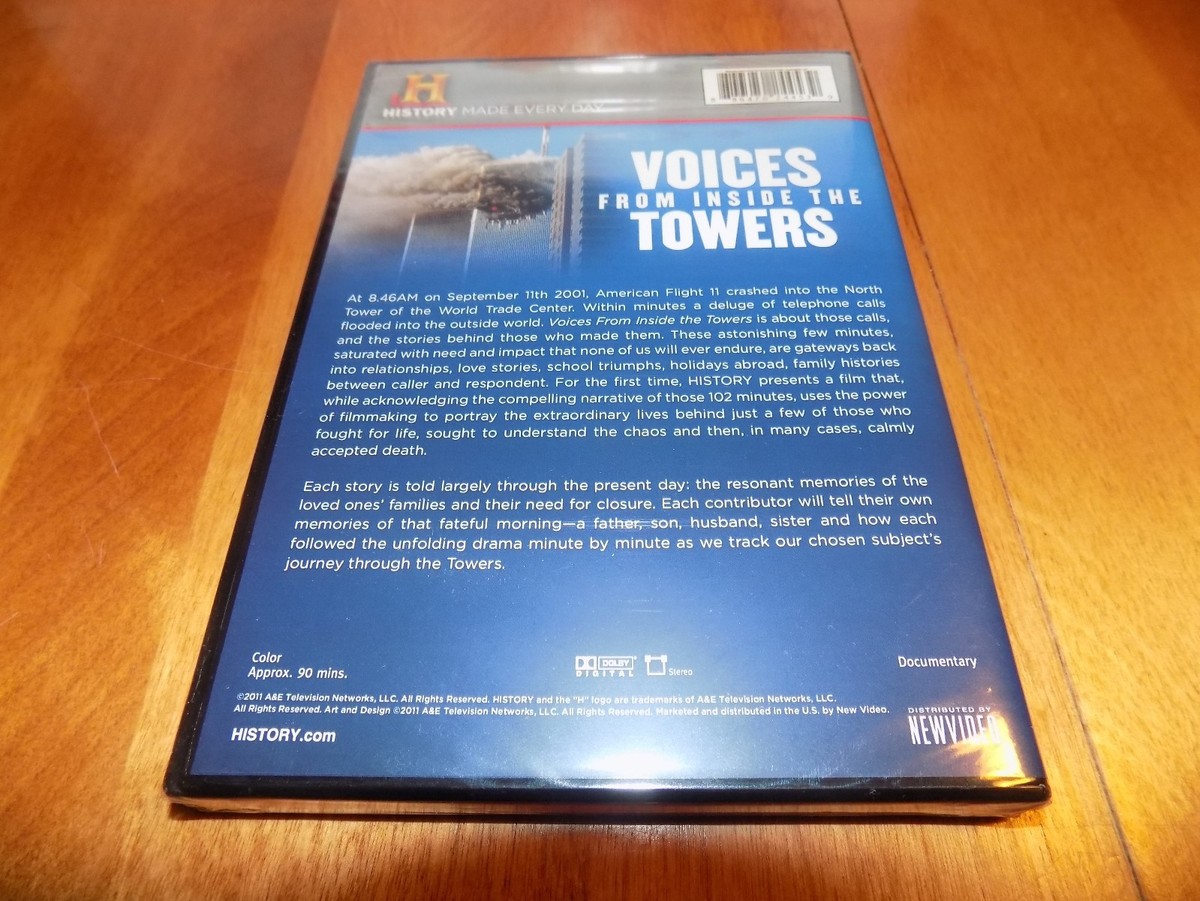 H
HISTORY MADE EVERY DAY
VOICES
FROM INSIDE THE
TOWERS
At 8.46AM on September 11th 2001, American Flight 11 crashed into the North
Tower of the World Trade Center. Within minutes a deluge of telephone calls
flooded into the outside world. Voices From Inside the Towers is about those calls,
and the stories behind those who made them. These astonishing few minutes,
saturated with need and impact that none of us will ever endure, are gateways back
into relationships, love stories, school triumphs, holidays abroad, family histories
between caller and respondent. For the first time, HISTORY presents a film that,
while acknowledging the compelling narrative of those 102 minutes, uses the power
of filmmaking to portray the extraordinary lives behind just a few of those who
fought for life, sought to understand the chaos and then, in many cases, calmly
accepted death.
Each story is told largely through the present day: the resonant memories of the
loved ones' families and their need for closure. Each contributor will tell their own
memories of that fateful morning—a father, son, husband, sister and how each
followed the unfolding drama minute by minute as we track our chosen subject's
journey through the Towers.
Color
Approx. 90 mins.
DOLBY
DIGITAL
Stereo
Documentary
©2011 A&E Television Networks, LLC. All Rights Reserved. HISTORY and the "H" logo are trademarks of A&E Television Networks, LLC.
All Rights Reserved. Art and Design ©2011 A&E Television Networks, LLC. All Rights Reserved. Marketed and distributed in the U.S. by New Video.
HISTORY.com
DISTRIBUTED BY
NEWVIDEO